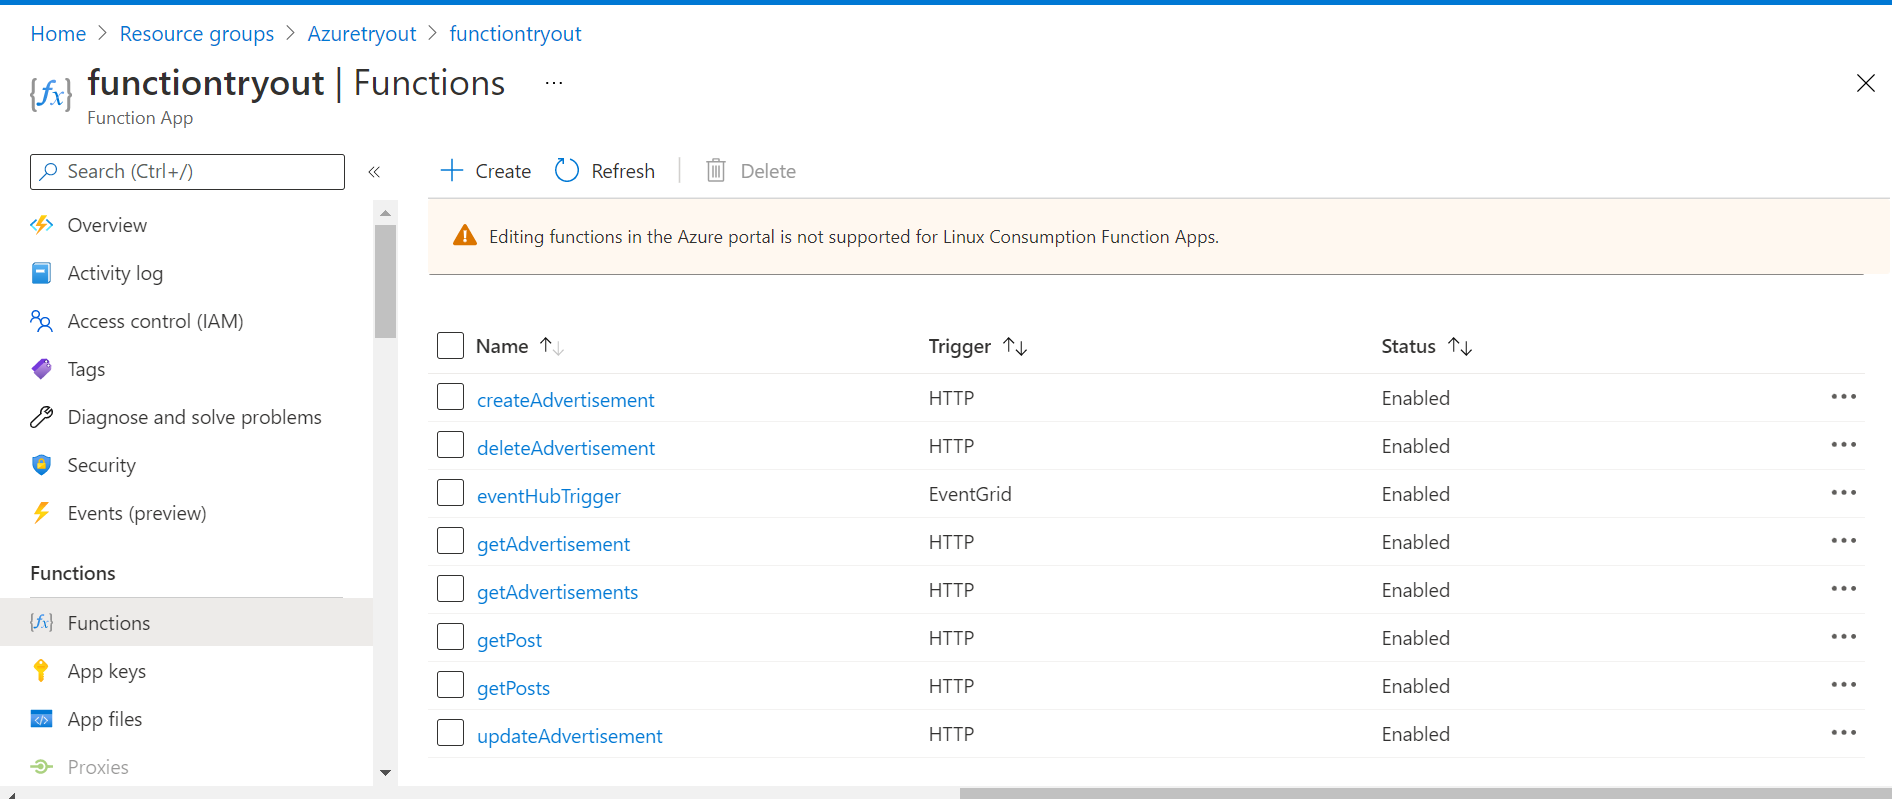 Home > Resource groups > Azuretryout > functiontryout
functiontryout | Functions ...
Function App
Search (Ctrl+/) «
Overview
Activity log
Access control (IAM)
Tags
Diagnose and solve problems
Security
Events (preview)
Functions
Functions
App keys
App files
Proxies
Create Refresh Delete
Editing functions in the Azure portal is not supported for Linux Consumption Function Apps.
Name ↑↓ Trigger ↑↓ Status ↑↓
createAdvertisement HTTP Enabled ...
deleteAdvertisement HTTP Enabled ...
eventHubTrigger EventGrid Enabled ...
getAdvertisement HTTP Enabled ...
getAdvertisements HTTP Enabled ...
getPost HTTP Enabled ...
getPosts HTTP Enabled ...
updateAdvertisement HTTP Enabled ...